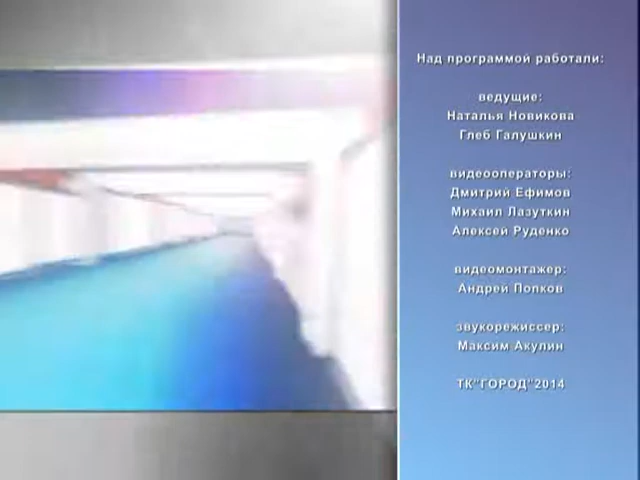 Над программой работали:
ведущие:
Наталья Новикова
Глеб Галушкин
видеооператоры:
Дмитрий Ефимов
Михаил Лазуткин
Алексей Руденко
видеомонтажер:
Андрей Попков
звукорежиссер:
Максим Акулин
ТК"ГОРОД"2014